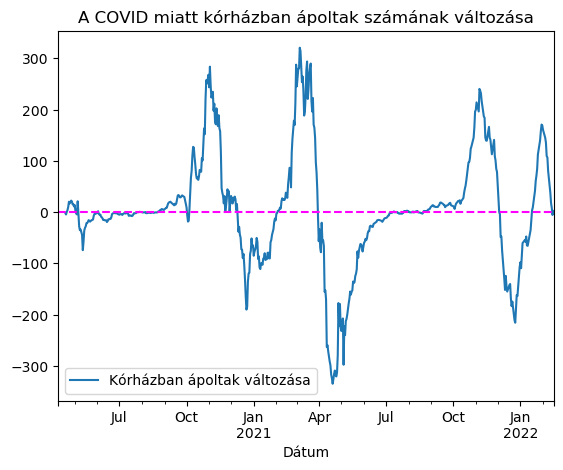 A COVID miatt kórházban ápoltak számának változása
300
200
100
0
−100
−200
−300
Kórházban ápoltak változása
Jul Oct Jan Apr Jul Oct Jan
2021 2022
Dátum